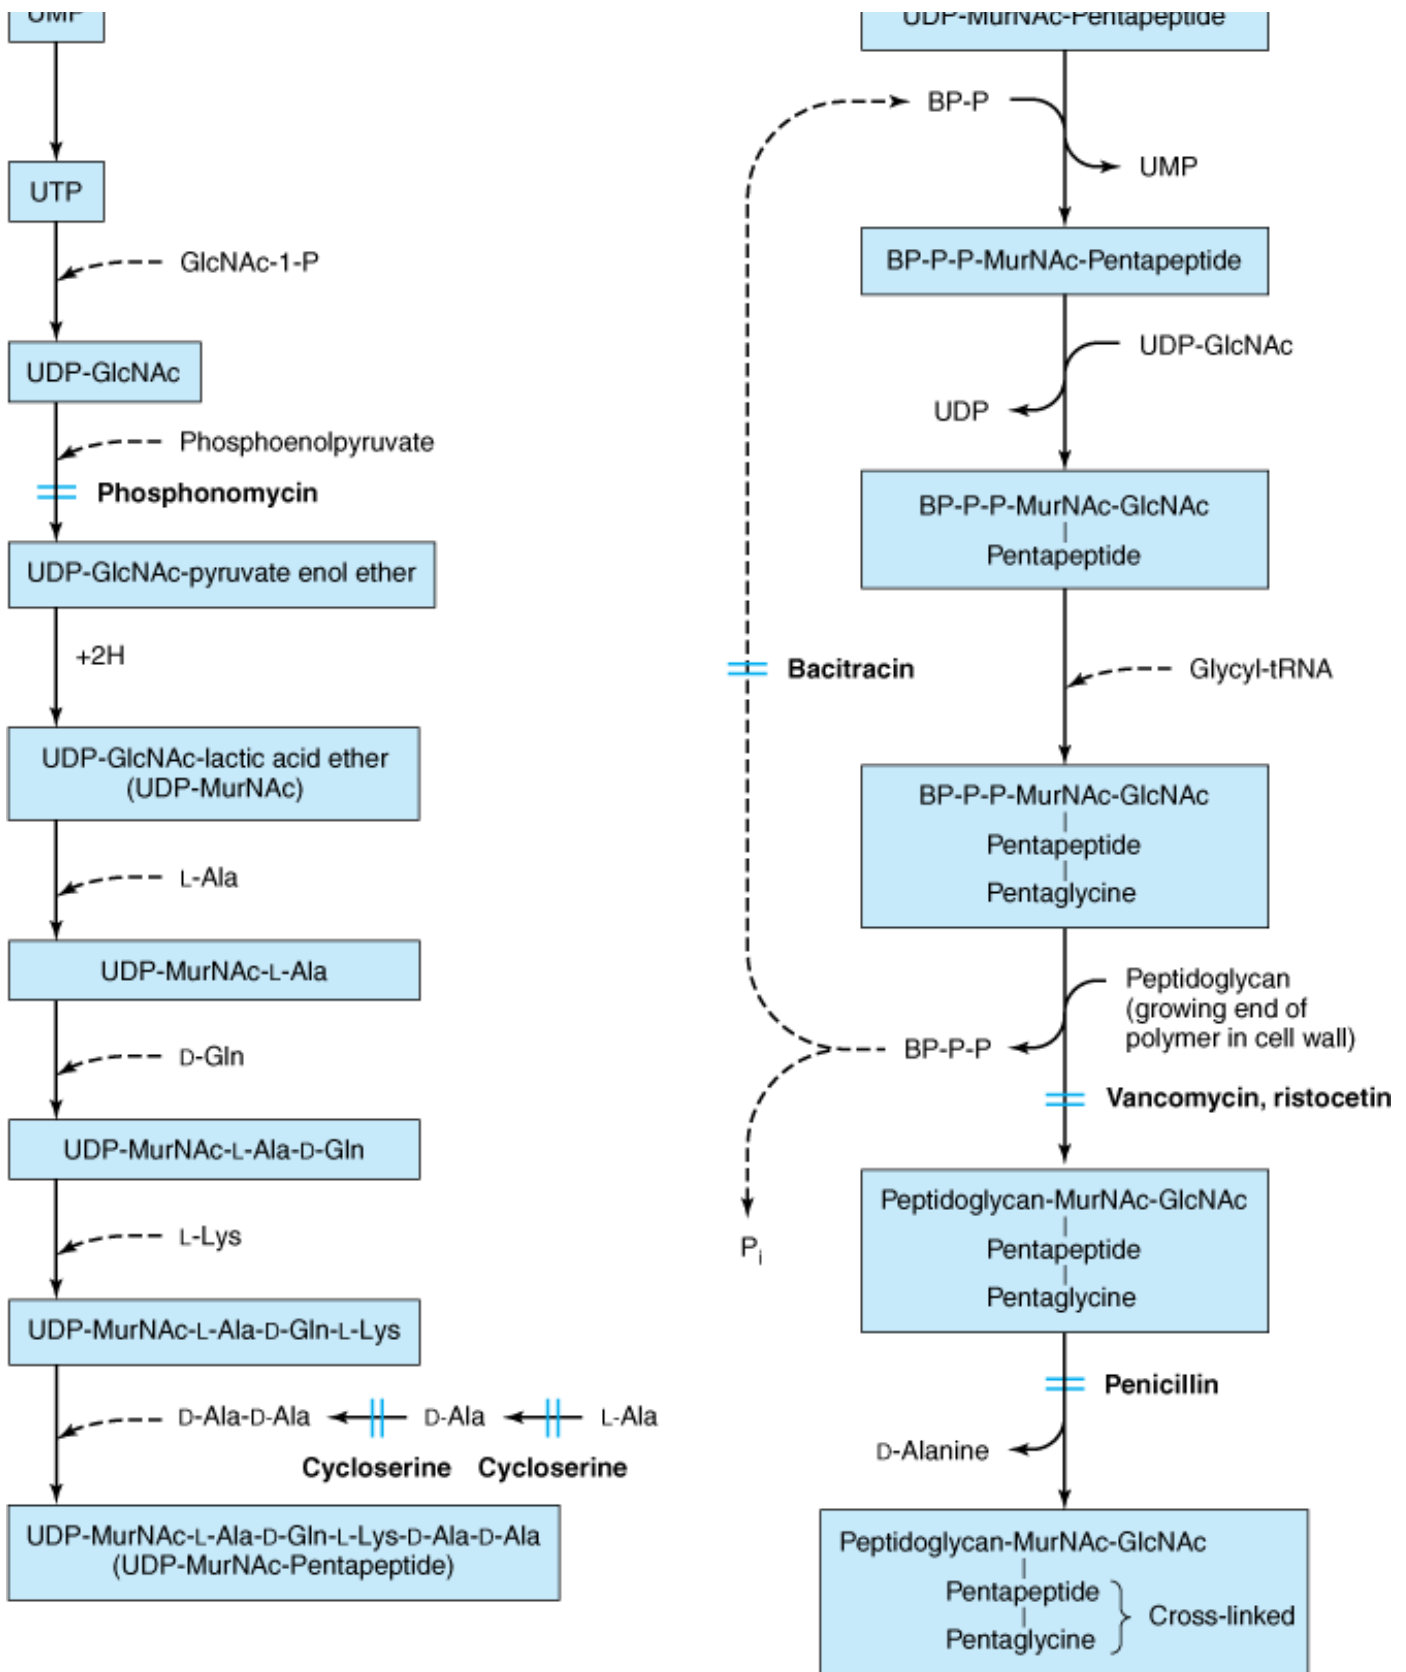 UMP
UTP
GlcNAc-1-P
UDP-GlcNAc
Phosphoenolpyruvate
Phosphonomycin
UDP-GlcNAc-pyruvate enol ether
+2H
UDP-GlcNAc-lactic acid ether
(UDP-MurNAc)
L-Ala
UDP-MurNAc-L-Ala
D-Gln
UDP-MurNAc-L-Ala-D-Gln
L-Lys
UDP-MurNAc-L-Ala-D-Gln-L-Lys
D-Ala-D-Ala
D-Ala
L-Ala
Cycloserine
Cycloserine
UDP-MurNAc-L-Ala-D-Gln-L-Lys-D-Ala-D-Ala
(UDP-MurNAc-Pentapeptide)
UDP-MurNAc-Pentapeptide
BP-P
UMP
BP-P-P-MurNAc-Pentapeptide
UDP-GlcNAc
UDP
BP-P-P-MurNAc-GlcNAc
Pentapeptide
Bacitracin
Glycyl-tRNA
BP-P-P-MurNAc-GlcNAc
Pentapeptide
Pentaglycine
Peptidoglycan
(growing end of
polymer in cell wall)
BP-P-P
Vancomycin, ristocetin
Peptidoglycan-MurNAc-GlcNAc
Pentapeptide
Pentaglycine
Pi
Penicillin
D-Alanine
Peptidoglycan-MurNAc-GlcNAc
Pentapeptide
Pentaglycine
Cross-linked